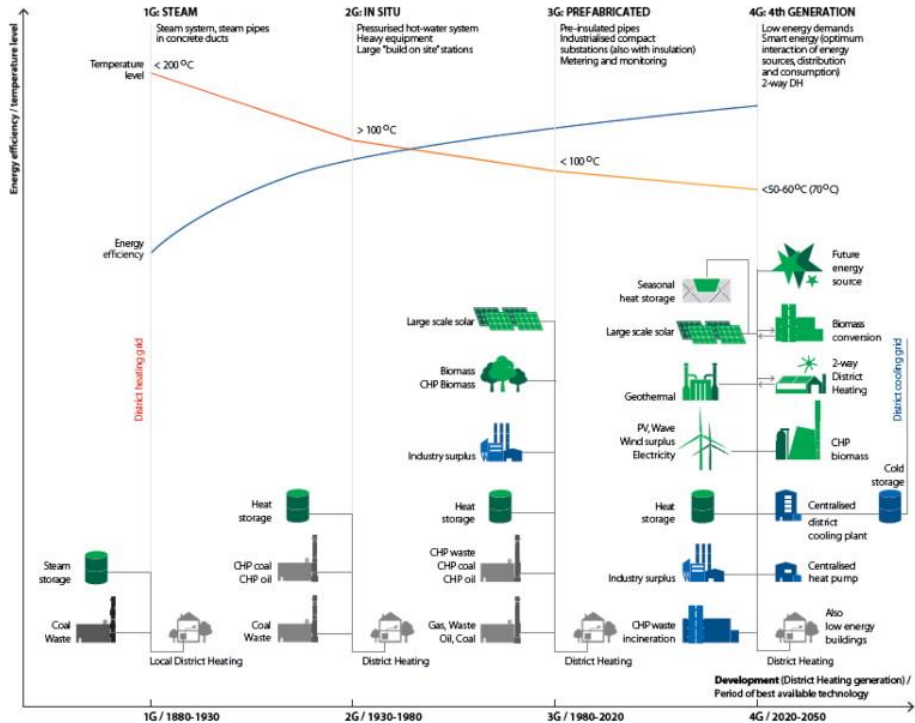 1G: STEAM
Steam system, steam pipes
in concrete ducts
2G: IN SITU
Pressurised hot-water system
Heavy equipment
Large "build on site" stations
3G: PREFABRICATED
Pre-insulated pipes
Industrialised compact
substations (also with insulation)
Metering and monitoring
4G: 4th GENERATION
Low energy demands
Smart energy (optimum
interaction of energy
sources, distribution
and consumption)
2-way DH
Energy efficiency / temperature level
Temperature
level
< 200 °C
> 100 °C
< 100 °C
<50-60°C (70°C)
Energy
efficiency
District heating grid
District cooling grid
Steam
storage
Coal
Waste
Local District Heating
Heat
storage
CHP coal
CHP oil
Coal
Waste
District Heating
Large scale solar
Biomass
CHP Biomass
Industry surplus
Heat
storage
CHP waste
CHP coal
CHP oil
Gas, Waste
Oil, Coal
District Heating
Seasonal
heat storage
Large scale solar
Geothermal
PV, Wave
Wind surplus
Electricity
Heat
storage
Industry surplus
CHP waste
incineration
Future
energy
source
Biomass
conversion
2-way
District
Heating
CHP
biomass
Cold
storage
Centralised
district
cooling plant
Centralised
heat pump
Also
low energy
buildings
District Heating
Development (District Heating generation) /
Period of best available technology
1G / 1880-1930
2G / 1930-1980
3G / 1980-2020
4G / 2020-2050